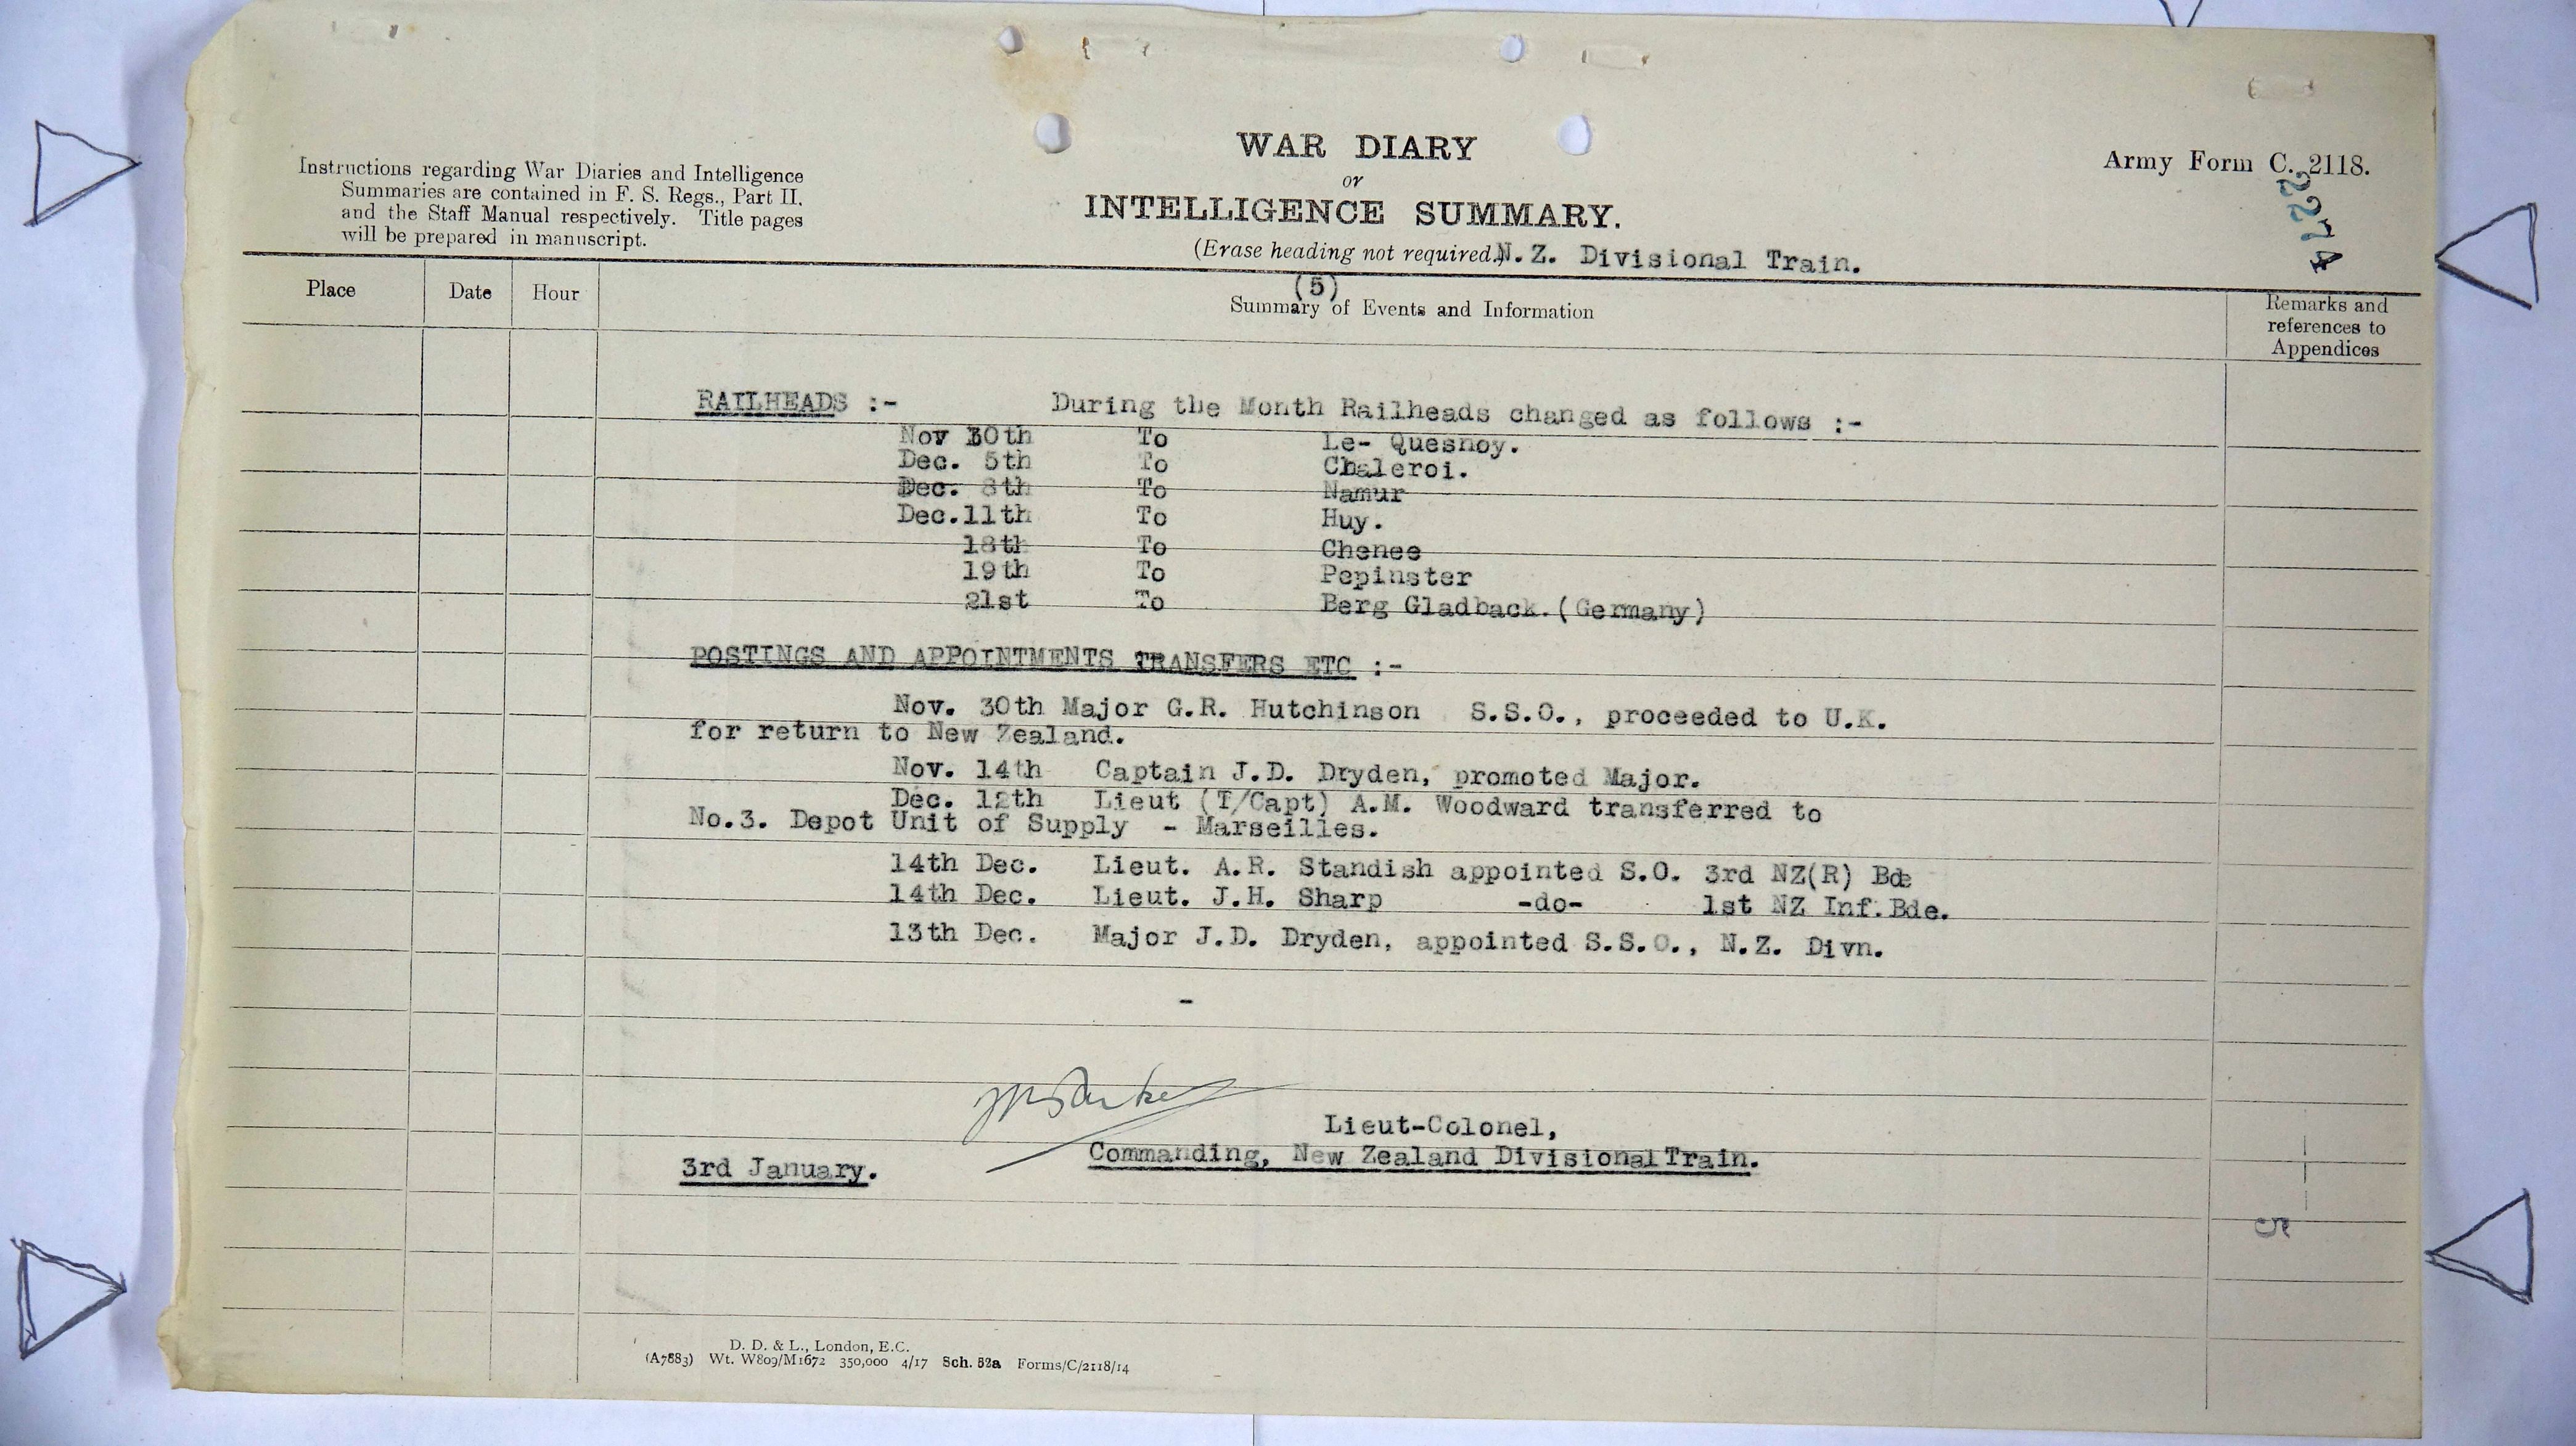 Instructions regarding War Diaries and Intelligence
Summaries are contained in F. S. Regs., Part II.
and the Staff Manual respectively. Title pages
will be prepared in manuscript.
WAR DIARY
or
INTELLIGENCE SUMMARY.
(Erase heading not required.) N.Z. Divisional Train.
Army Form C. 2118.
2274
Place
Date
Hour
(5)
Summary of Events and Information
Remarks and
references to
Appendices
RAILHEADS :- During the Month Railheads changed as follows :-
Nov 30th To Le- Quesnoy.
Dec. 5th To Chaleroi.
Dec. 8th To Namur
Dec.11th To Huy.
18th To Chenee
19th To Pepinster
21st To Berg Gladback.(Germany)
POSTINGS AND APPOINTMENTS TRANSFERS ETC :-
Nov. 30th Major G.R. Hutchinson S.S.O., proceeded to U.K.
for return to New Zealand.
Nov. 14th Captain J.D. Dryden, promoted Major.
Dec. 12th Lieut (T/Capt) A.M. Woodward transferred to
No.3. Depot Unit of Supply - Marseilles.
14th Dec. Lieut. A.R. Standish appointed S.O. 3rd NZ(R) Bde
14th Dec. Lieut. J.H. Sharp -do- 1st NZ Inf.Bde.
13th Dec. Major J.D. Dryden, appointed S.S.O., N.Z. Divn.
-
Lieut-Colonel,
Commanding, New Zealand Divisional Train.
3rd January.
5
D. D. & L., London, E.C.
(A7883) Wt. W809/M1672 350,000 4/17 Sch. 52a Forms/C/2118/14